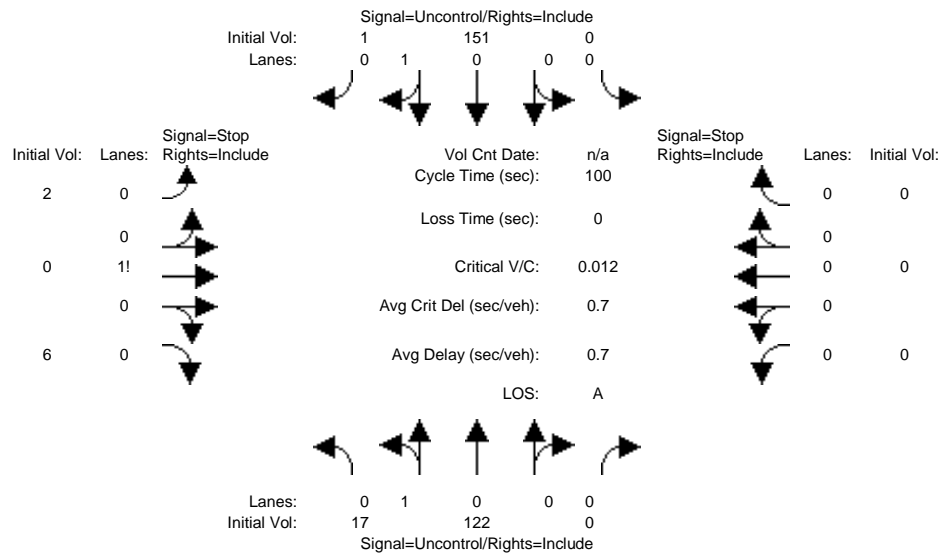 Signal=Uncontrol/Rights=Include
Initial Vol: 1 151 0
Lanes: 0 1 0 0 0
Signal=Stop Signal=Stop
Initial Vol: Lanes: Rights=Include Vol Cnt Date: n/a Rights=Include Lanes: Initial Vol:
Cycle Time (sec): 100
2 0 0 0
Loss Time (sec): 0
0 0
0 1! Critical V/C: 0.012 0 0
0 Avg Crit Del (sec/veh): 0.7 0
6 0 Avg Delay (sec/veh): 0.7 0 0
LOS: A
Lanes: 0 1 0 0 0
Initial Vol: 17 122 0
Signal=Uncontrol/Rights=Include